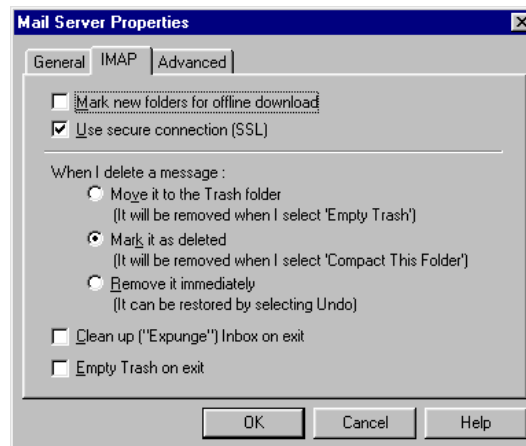 Mail Server Properties
General IMAP Advanced
Mark new folders for offline download
Use secure connection (SSL)
When I delete a message :
Move it to the Trash folder
(It will be removed when I select 'Empty Trash')
Mark it as deleted
(It will be removed when I select 'Compact This Folder')
Remove it immediately
(It can be restored by selecting Undo)
Clean up ("Expunge") Inbox on exit
Empty Trash on exit
OK Cancel Help